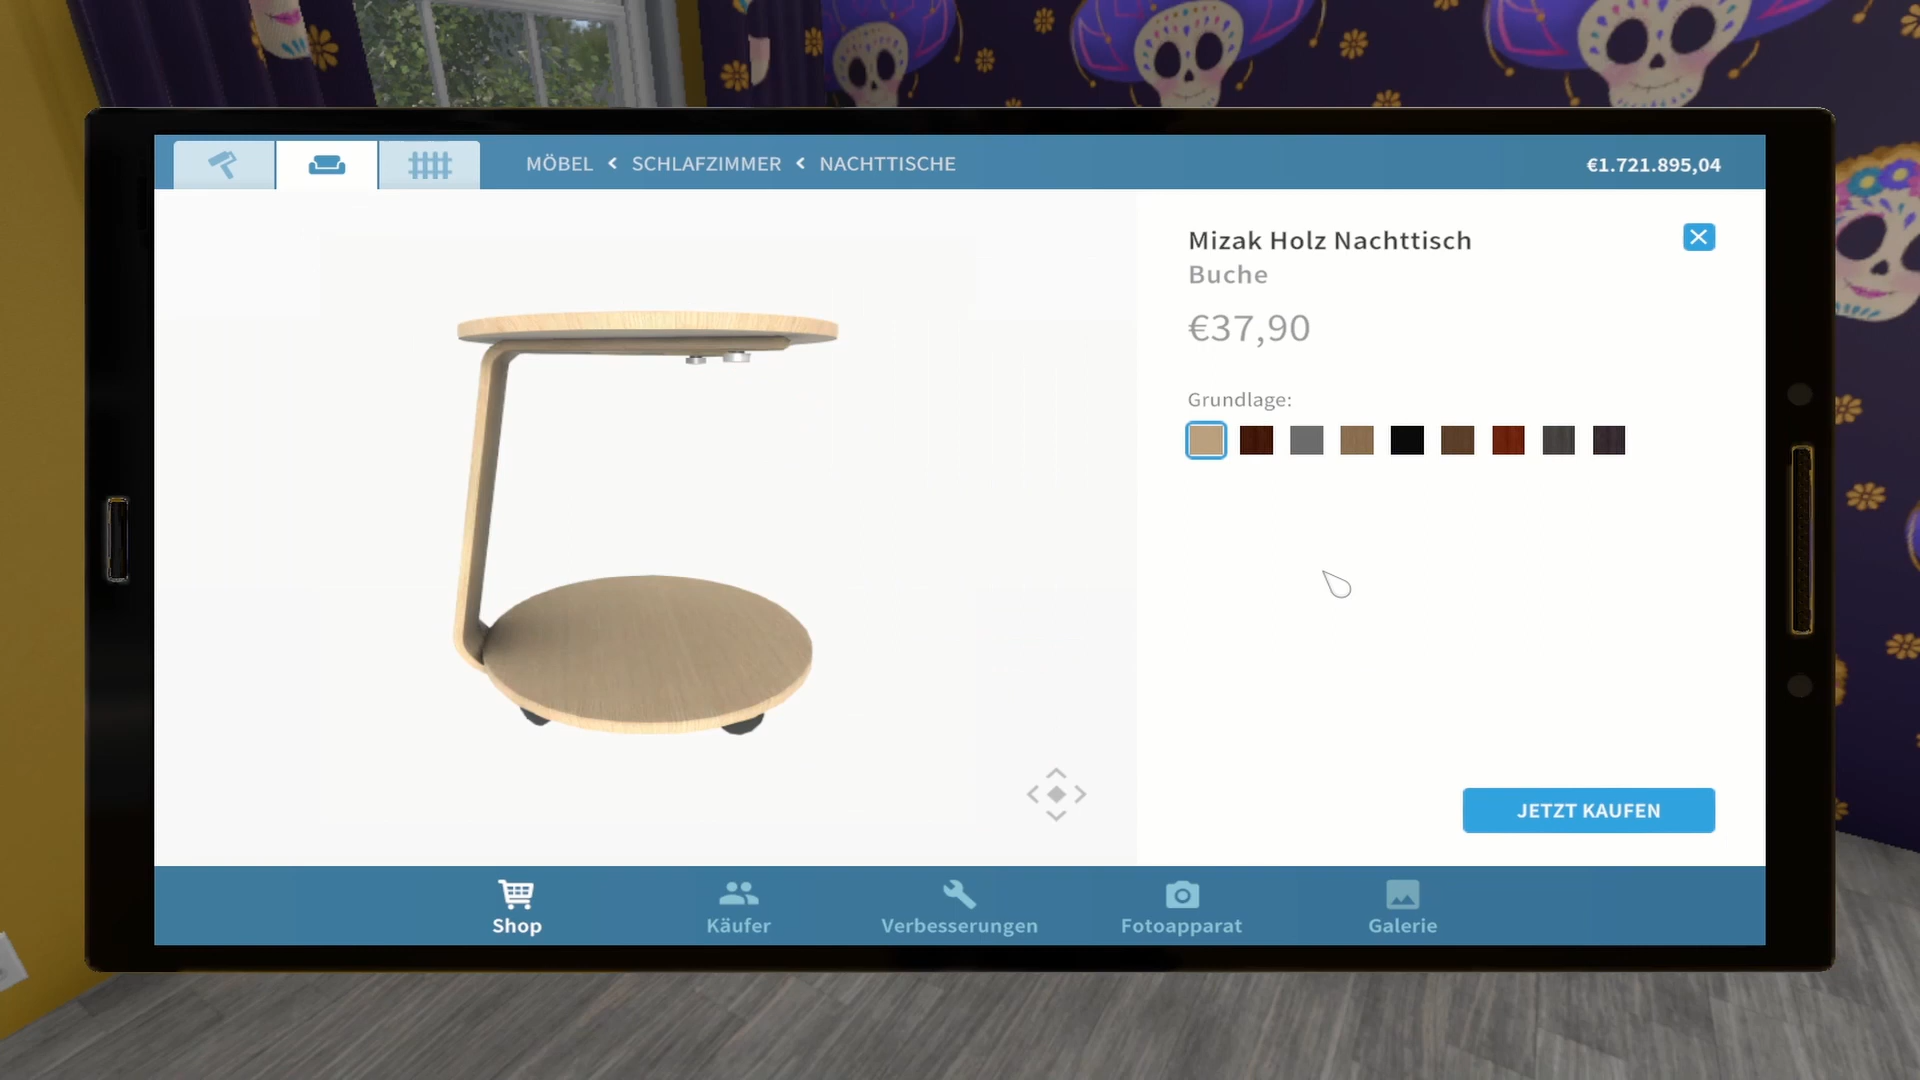 MÖBEL < SCHLAFZIMMER < NACHTTISCHE
€1.721.895,04
Mizak Holz Nachttisch
Buche
€37,90
Grundlage:
JETZT KAUFEN
Shop
Käufer
Verbesserungen
Fotoapparat
Galerie